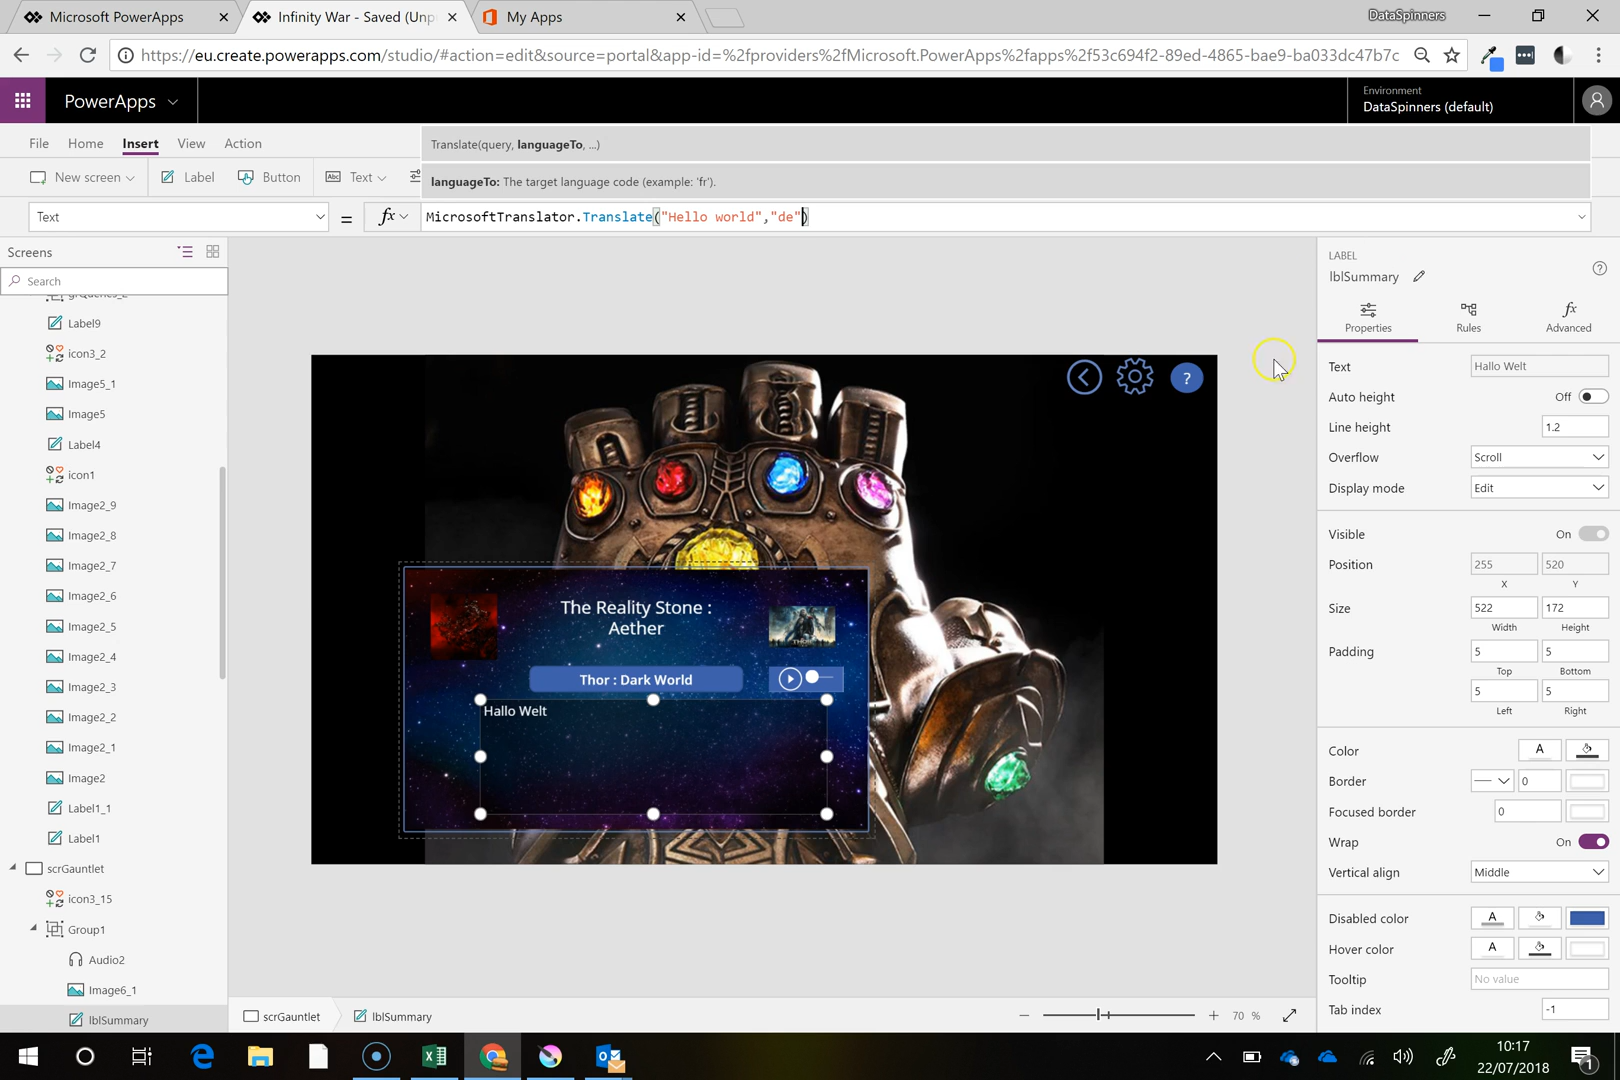 Microsoft PowerApps
Infinity War - Saved (Unp
My Apps
DataSpinners
https://eu.create.powerapps.com/studio/#action=edit&source=portal&app-id=%2fproviders%2fMicrosoft.PowerApps%2fapps%2f53c694f2-89ed-4865-bae9-ba033dc47b7c
PowerApps
Environment
DataSpinners (default)
File Home Insert View Action
Translate(query, languageTo, ...)
New screen Label Button Abc Text
languageTo: The target language code (example: 'fr').
Text = fx MicrosoftTranslator.Translate("Hello world","de")
Screens
Search
Label9
icon3_2
Image5_1
Image5
Label4
icon1
Image2_9
Image2_8
Image2_7
Image2_6
Image2_5
Image2_4
Image2_3
Image2_2
Image2_1
Image2
Label1_1
Label1
scrGauntlet
icon3_15
Group1
Audio2
Image6_1
lblSummary
?
The Reality Stone :
Aether
Thor : Dark World
Hallo Welt
scrGauntlet lblSummary
70 %
LABEL
lblSummary
?
Properties Rules Advanced
Text Hallo Welt
Auto height Off
Line height 1.2
Overflow Scroll
Display mode Edit
Visible On
Position 255 520
X Y
Size 522 172
Width Height
Padding 5 5
Top Bottom
5 5
Left Right
Color A
Border 0
Focused border 0
Wrap On
Vertical align Middle
Disabled color A
Hover color A
Tooltip No value
Tab index -1
10:17
22/07/2018
1